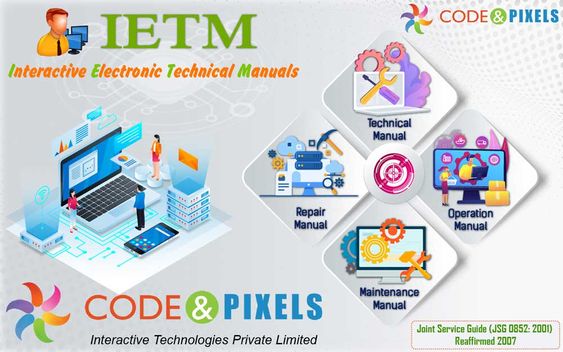 IETM
Interactive Electronic Technical Manuals
CODE & PIXELS
Technical
Manual
Repair
Manual
Operation
Manual
Maintenance
Manual
CODE & PIXELS
Interactive Technologies Private Limited
Joint Service Guide (JSG 0852: 2001)
Reaffirmed 2007